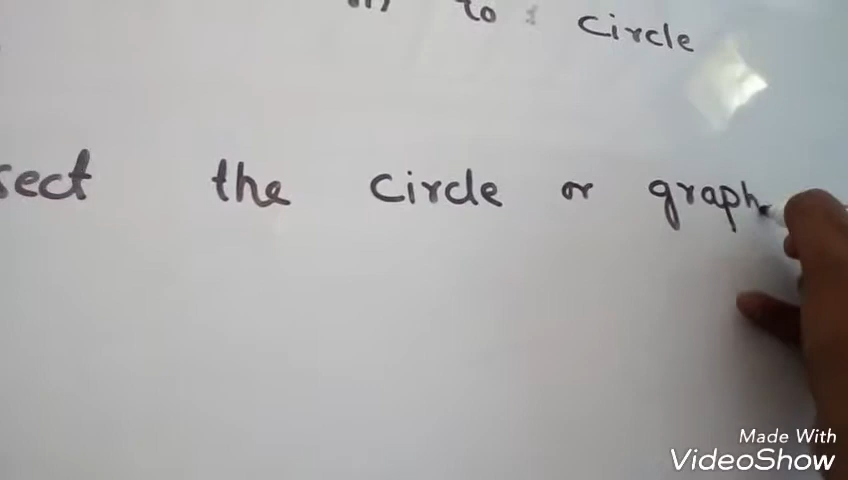 to circle
sect the circle or graph
Made With
VideoShow